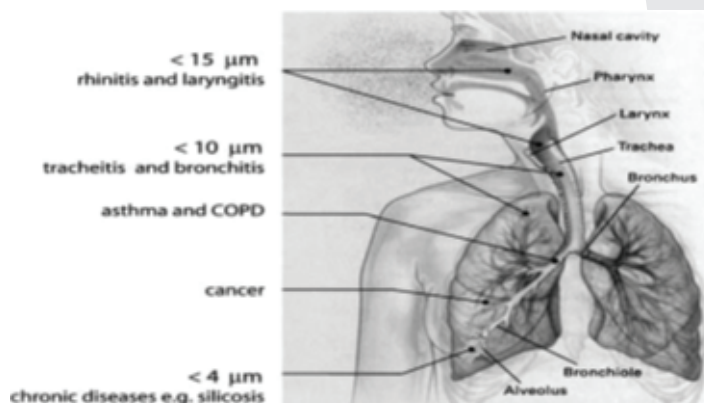 < 15 μm
rhinitis and laryngitis
< 10 μm
tracheitis and bronchitis
asthma and COPD
cancer
< 4 μm
chronic diseases e.g. silicosis
Nasal cavity
Pharynx
Larynx
Trachea
Bronchus
Bronchiole
Alveolus